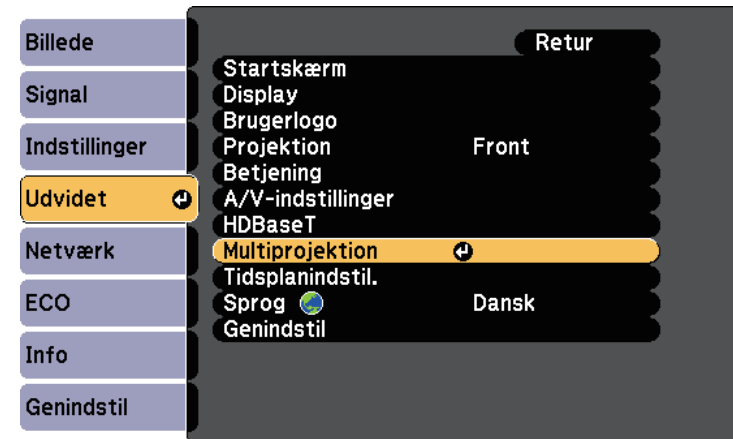 Billede
Signal
Indstillinger
Udvidet
Netværk
ECO
Info
Genindstil
Retur
Startskærm
Display
Brugerlogo
Projektion Front
Betjening
A/V-indstillinger
HDBaseT
Multiprojektion
Tidsplanindstil.
Sprog Dansk
Genindstil